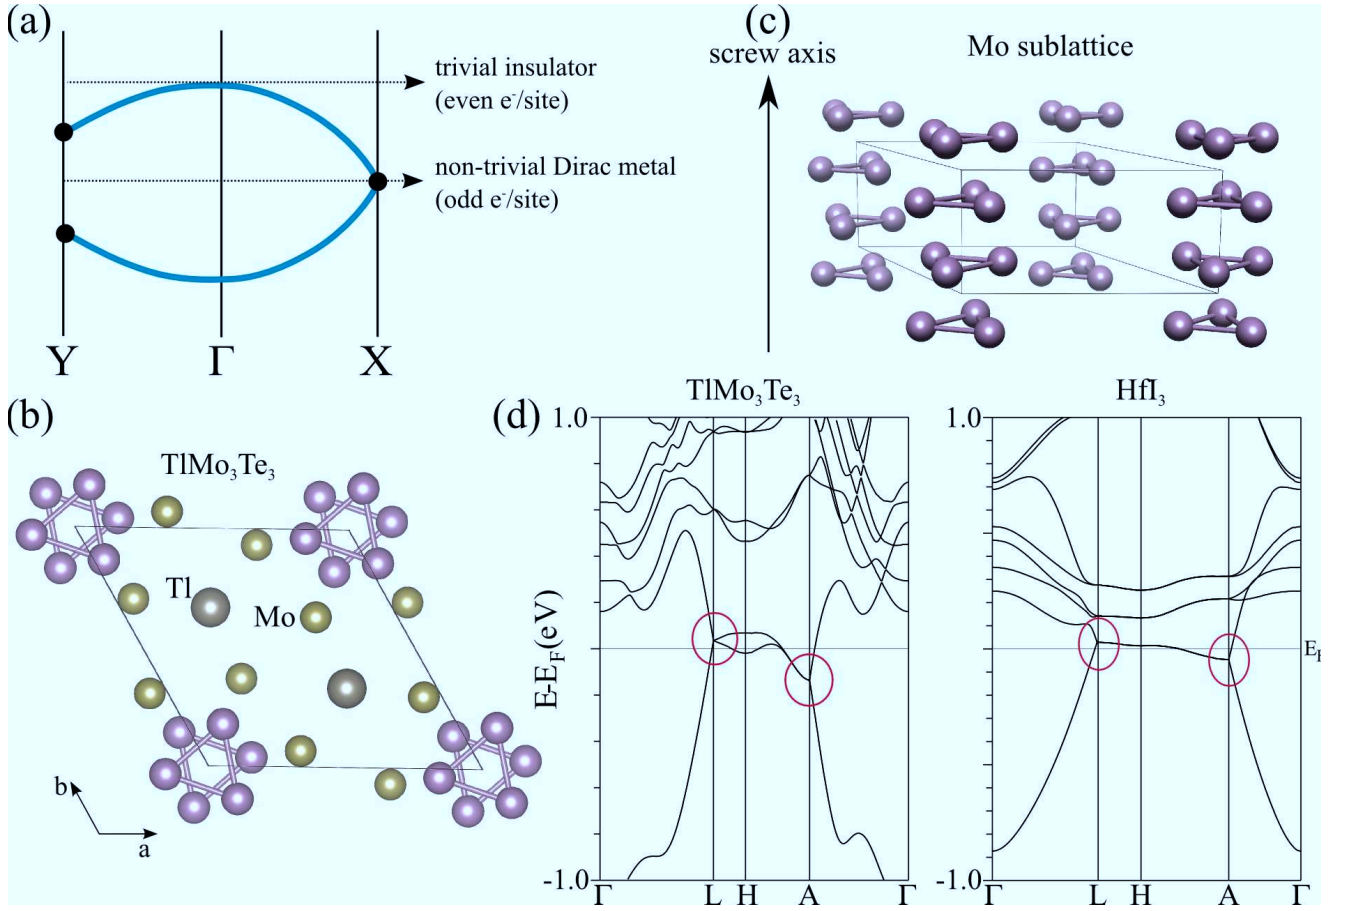 (a)
trivial insulator
(even e⁻/site)
non-trivial Dirac metal
(odd e⁻/site)
Y Γ X
(c)
screw axis
Mo sublattice
(b)
TlMo₃Te₃
Tl
Mo
b
a
(d)
TlMo₃Te₃
HfI₃
1.0
E-E_F(eV)
-1.0
Γ L H A Γ
1.0
-1.0
Γ L H A Γ